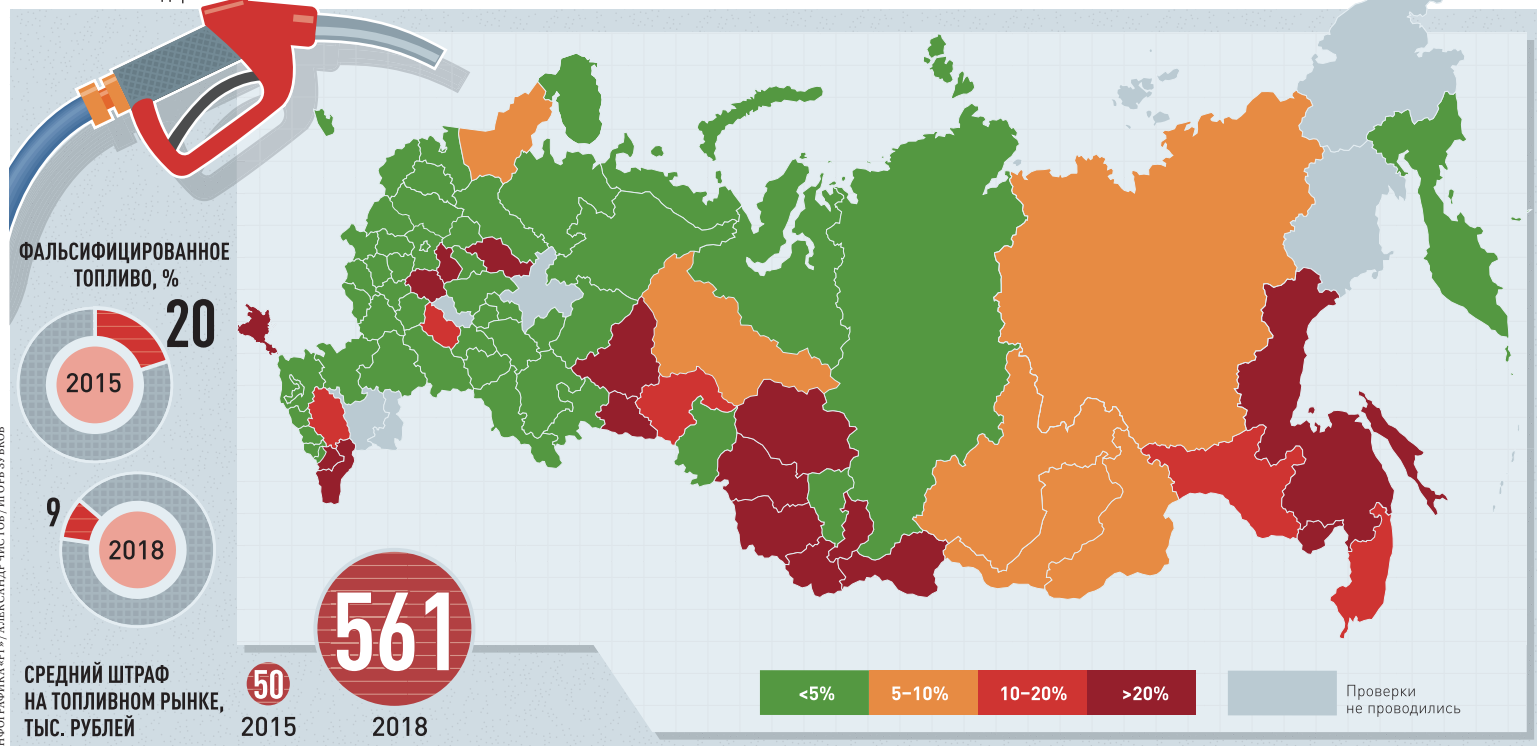 ФАЛЬСИФИЦИРОВАННОЕ
ТОПЛИВО, %
20
2015
9
2018
СРЕДНИЙ ШТРАФ
НА ТОПЛИВНОМ РЫНКЕ,
ТЫС. РУБЛЕЙ
50
2015
561
2018
<5%
5–10%
10–20%
>20%
Проверки
не проводились